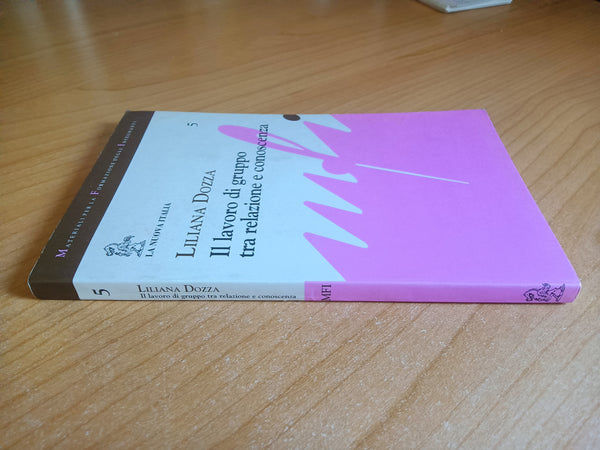 MATERIALI PER LA FORMAZIONE DEGLI INSEGNANTI
5
LA NUOVA ITALIA
LILIANA DOZZA
Il lavoro di gruppo
tra relazione e conoscenza
mfi
5
LILIANA DOZZA
Il lavoro di gruppo tra relazione e conoscenza
MFI